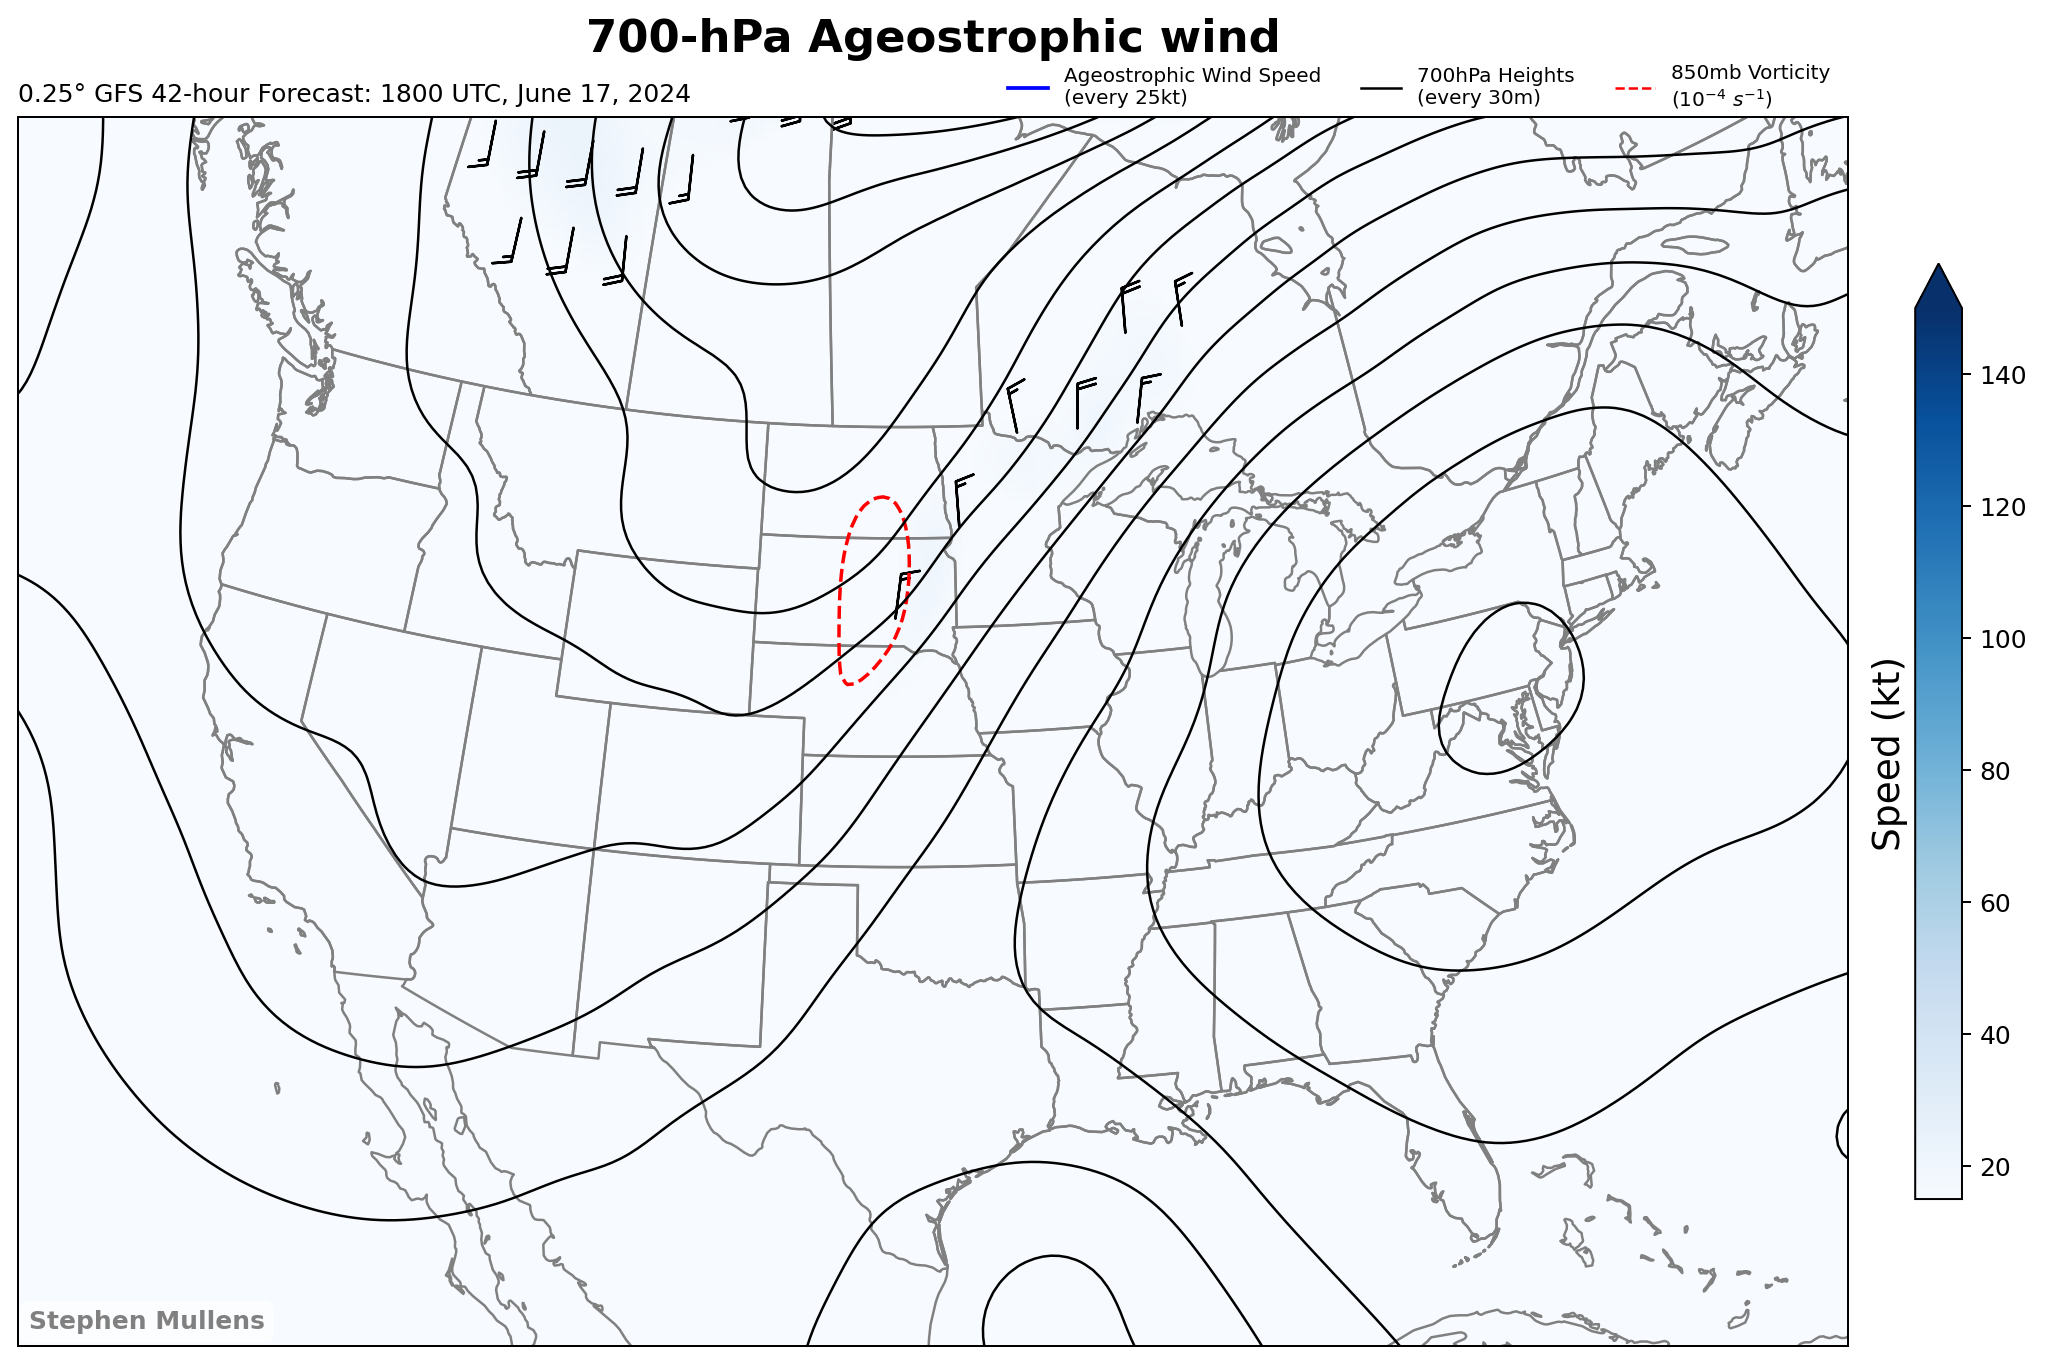 700-hPa Ageostrophic wind
0.25° GFS 42-hour Forecast: 1800 UTC, June 17, 2024
Ageostrophic Wind Speed
(every 25kt)
700hPa Heights
(every 30m)
850mb Vorticity
(10⁻⁴ s⁻¹)
140
120
100
80
60
40
20
Speed (kt)
Stephen Mullens